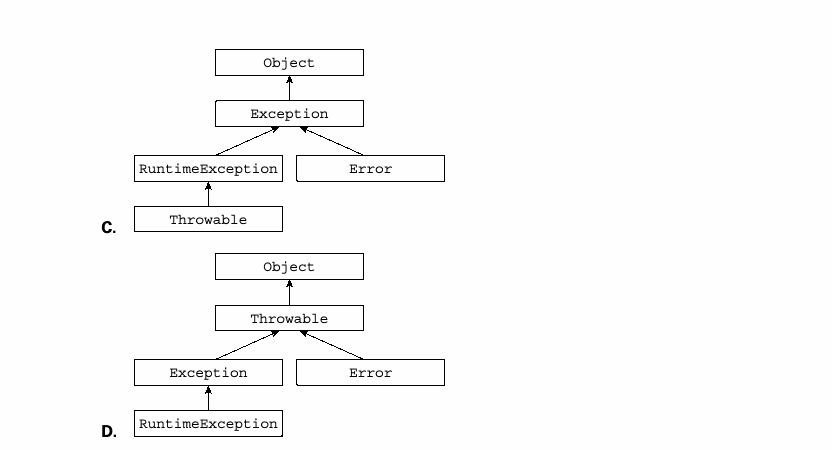 Object
Exception
RuntimeException Error
Throwable
C.
Object
Throwable
Exception Error
RuntimeException
D.